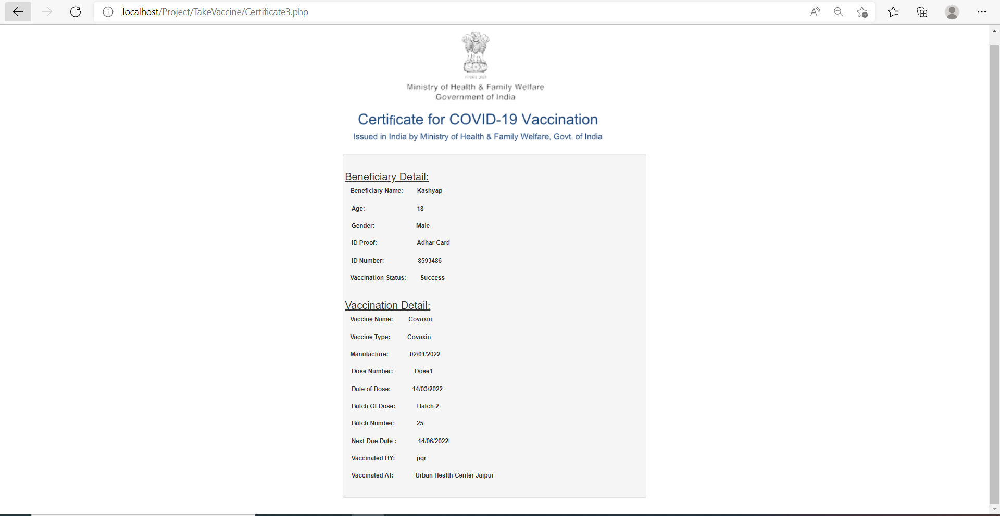 localhost/Project/TakeVaccine/Certificate3.php
Ministry of Health & Family Welfare
Government of India
Certificate for COVID-19 Vaccination
Issued in India by Ministry of Health & Family Welfare, Govt. of India
Beneficiary Detail:
Beneficiary Name: Kashyap
Age: 18
Gender: Male
ID Proof: Adhar Card
ID Number: 8593486
Vaccination Status: Success
Vaccination Detail:
Vaccine Name: Covaxin
Vaccine Type: Covaxin
Manufacture: 02/01/2022
Dose Number: Dose1
Date of Dose: 14/03/2022
Batch Of Dose: Batch 2
Batch Number: 25
Next Due Date : 14/06/2022l
Vaccinated BY: pqr
Vaccinated AT: Urban Health Center Jaipur